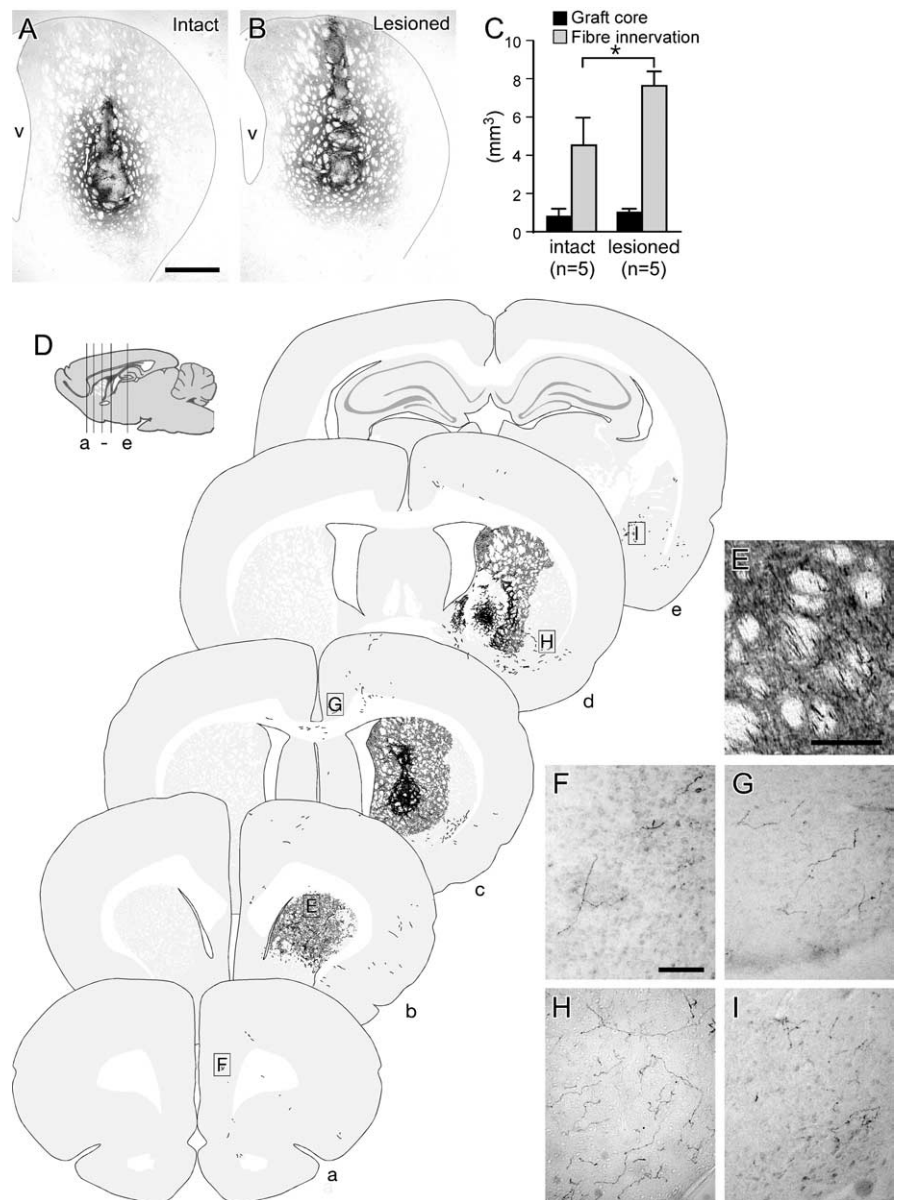 A
Intact
v
B
Lesioned
v
C
Graft core
Fibre innervation
*
10
8
6
4
2
0
(mm³)
intact
(n=5)
lesioned
(n=5)
D
a - e
I
e
H
d
G
c
E
b
F
a
E
F
G
H
I